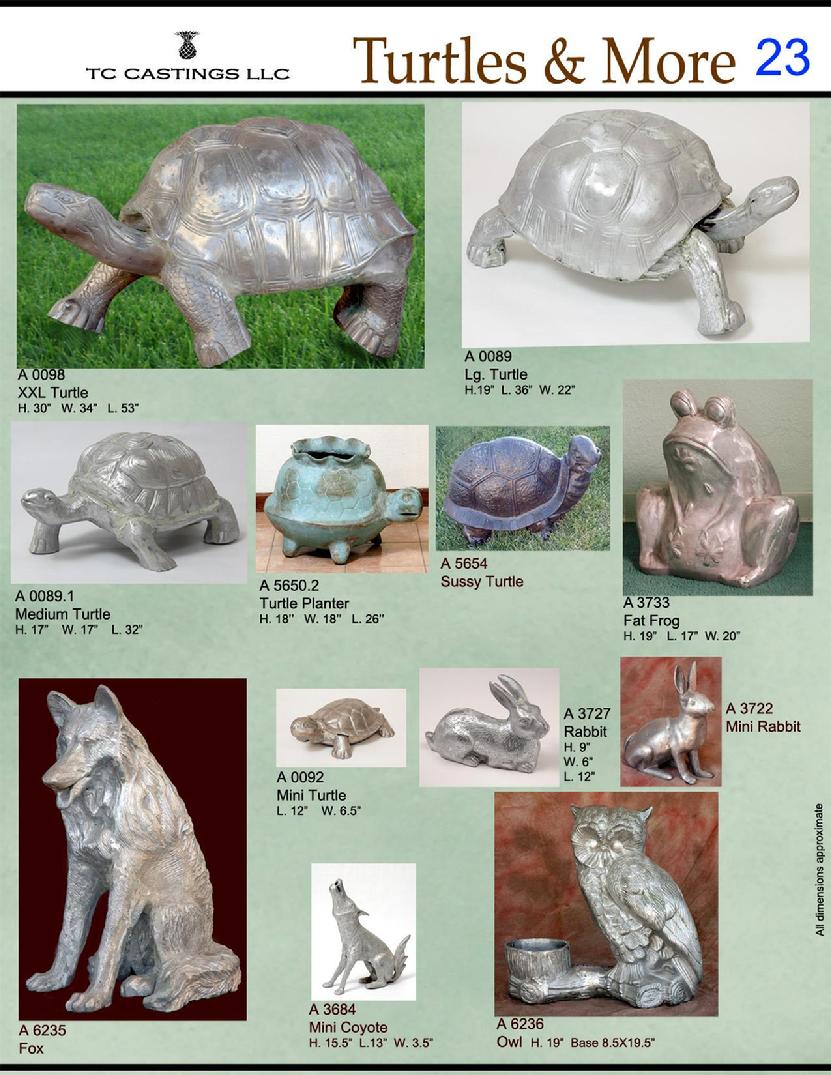 TC CASTINGS LLC
Turtles & More 23
A 0098
XXL Turtle
H. 30" W. 34" L. 53"
A 0089
Lg. Turtle
H.19" L. 36" W. 22"
A 0089.1
Medium Turtle
H. 17" W. 17" L. 32"
A 5650.2
Turtle Planter
H. 18" W. 18" L. 26"
A 5654
Sussy Turtle
A 3733
Fat Frog
H. 19" L. 17" W. 20"
A 6235
Fox
A 0092
Mini Turtle
L. 12" W. 6.5"
A 3727
Rabbit
H. 9"
W. 6"
L. 12"
A 3722
Mini Rabbit
A 3684
Mini Coyote
H. 15.5" L.13" W. 3.5"
A 6236
Owl H. 19" Base 8.5X19.5"
All dimensions approximate